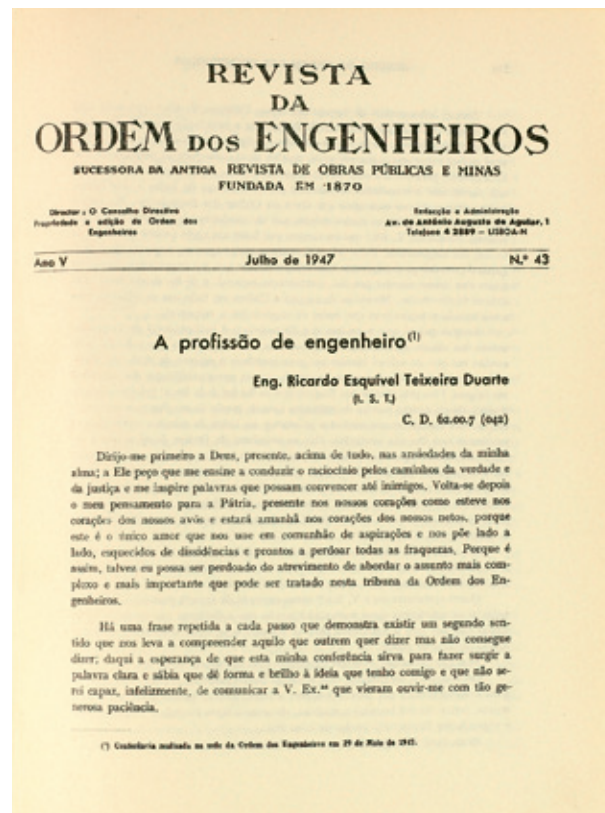 REVISTA
DA
ORDEM DOS ENGENHEIROS
SUCESSORA DA ANTIGA REVISTA DE OBRAS PÚBLICAS E MINAS
FUNDADA EM 1870
Director: O Conselho Directivo
Propriedade e edição da Ordem dos
Engenheiros
Redacção e Administração
Av. de António Augusto de Aguiar, 1
Telefone 4 2889 — LISBOA-N
Ano V
Julho de 1947
N.º 43
A profissão de engenheiro(1)
Eng. Ricardo Esquível Teixeira Duarte
(I. S. T.)
C. D. 62.00.7 (042)
Dirijo-me primeiro a Deus, presente, acima de tudo, nas ansiedades da minha
alma; a Ele peço que me ensine a conduzir o raciocínio pelos caminhos da verdade e
da justiça e me inspire palavras que possam convencer até inimigos. Volta-se depois
o meu pensamento para a Pátria, presente nos nossos corações como esteve nos
corações dos nossos avós e estará amanhã nos corações dos nossos netos, porque
este é o único amor que nos une em comunhão de aspirações e nos põe lado a
lado, esquecidos de dissidências e prontos a perdoar todas as fraquezas. Porque é
assim, talvez eu possa ser perdoado do atrevimento de abordar o assunto mais com-
plexo e mais importante que pode ser tratado nesta tribuna da Ordem dos En-
genheiros.
Há uma frase repetida a cada passo que demonstra existir um segundo sen-
tido que nos leva a compreender aquilo que outrem quer dizer mas não consegue
dizer; daqui a esperança de que esta minha conferência sirva para fazer surgir a
palavra clara e sábia que dê forma e brilho à ideia que tenho comigo e que não se-
rei capaz, infelizmente, de comunicar a V. Ex.as que vieram ouvir-me com tão ge-
nerosa paciência.
(1) Conferência realizada na sede da Ordem dos Engenheiros em 29 de Maio de 1947.